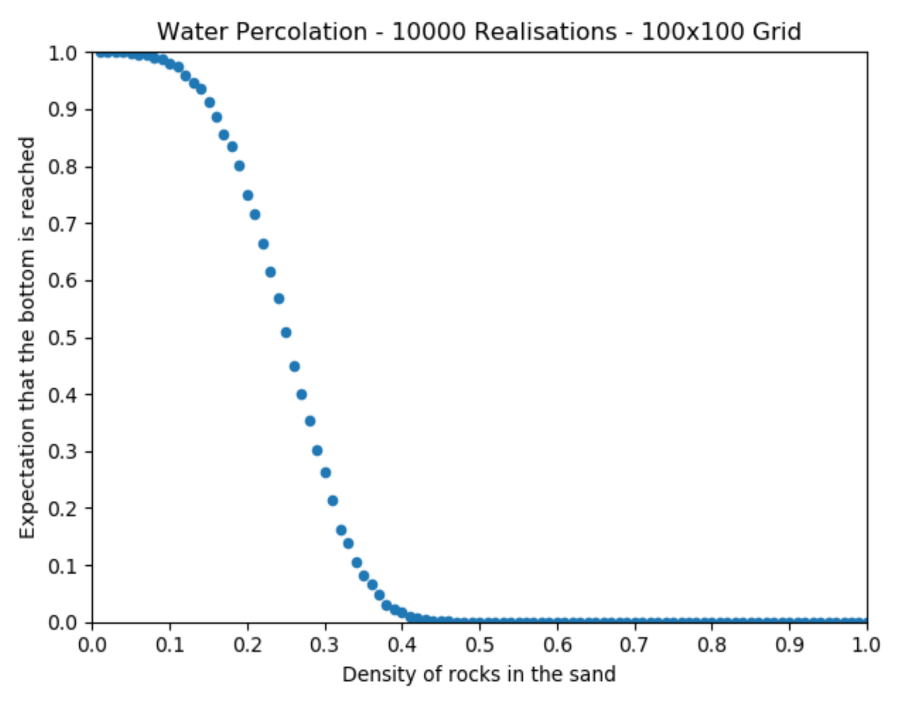 Water Percolation - 10000 Realisations - 100x100 Grid
1.0
0.9
0.8
0.7
0.6
0.5
0.4
0.3
0.2
0.1
0.0
Expectation that the bottom is reached
0.0 0.1 0.2 0.3 0.4 0.5 0.6 0.7 0.8 0.9 1.0
Density of rocks in the sand